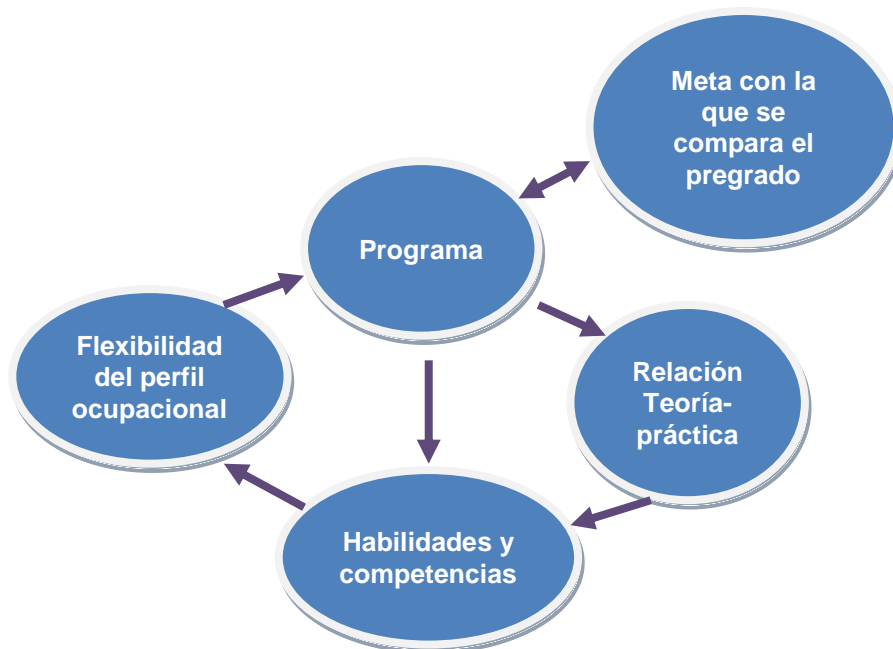 Meta con la
que se
compara el
pregrado
Programa
Flexibilidad
del perfil
ocupacional
Relación
Teoría-
práctica
Habilidades y
competencias